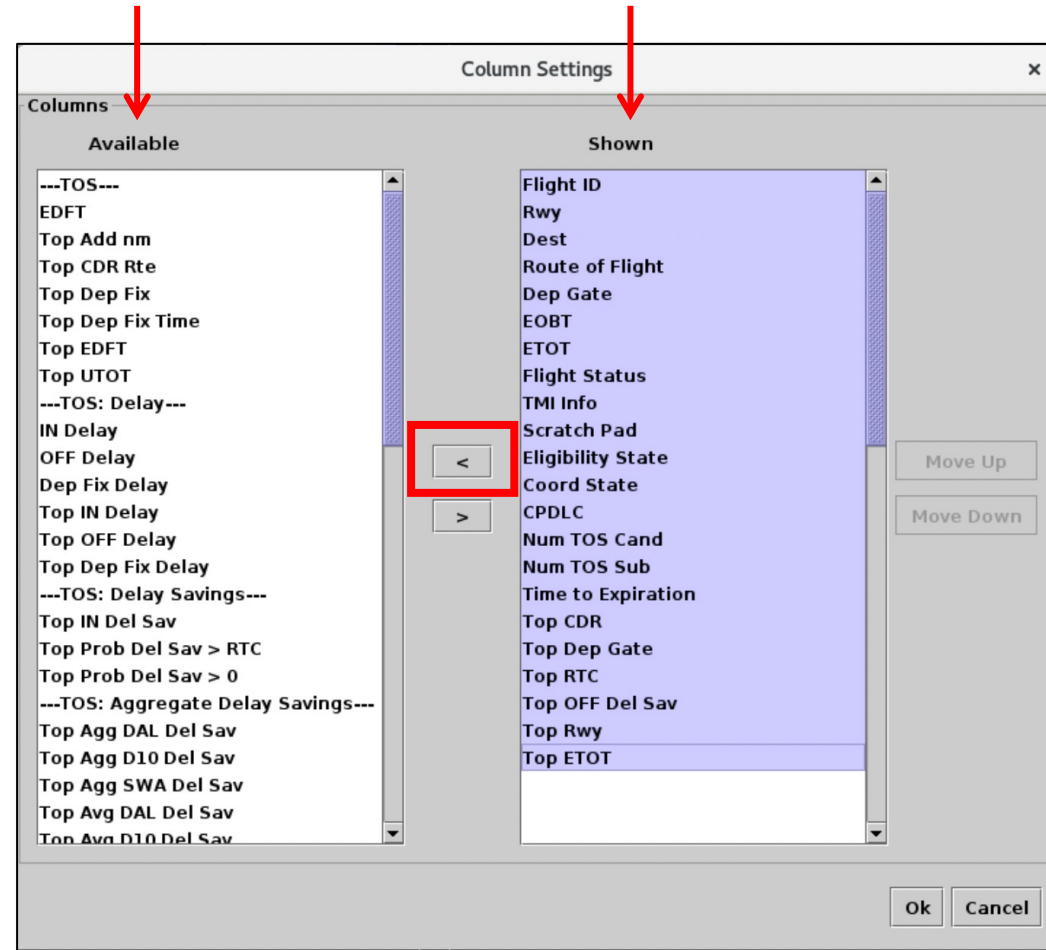 Column Settings
×
Columns
Available
Shown
---TOS---
EDFT
Top Add nm
Top CDR Rte
Top Dep Fix
Top Dep Fix Time
Top EDFT
Top UTOT
---TOS: Delay---
IN Delay
OFF Delay
Dep Fix Delay
Top IN Delay
Top OFF Delay
Top Dep Fix Delay
---TOS: Delay Savings---
Top IN Del Sav
Top Prob Del Sav > RTC
Top Prob Del Sav > 0
---TOS: Aggregate Delay Savings---
Top Agg DAL Del Sav
Top Agg D10 Del Sav
Top Agg SWA Del Sav
Top Avg DAL Del Sav
Top Avg D10 Del Sav
<
>
Flight ID
Rwy
Dest
Route of Flight
Dep Gate
EOBT
ETOT
Flight Status
TMI Info
Scratch Pad
Eligibility State
Coord State
CPDLC
Num TOS Cand
Num TOS Sub
Time to Expiration
Top CDR
Top Dep Gate
Top RTC
Top OFF Del Sav
Top Rwy
Top ETOT
Move Up
Move Down
Ok
Cancel